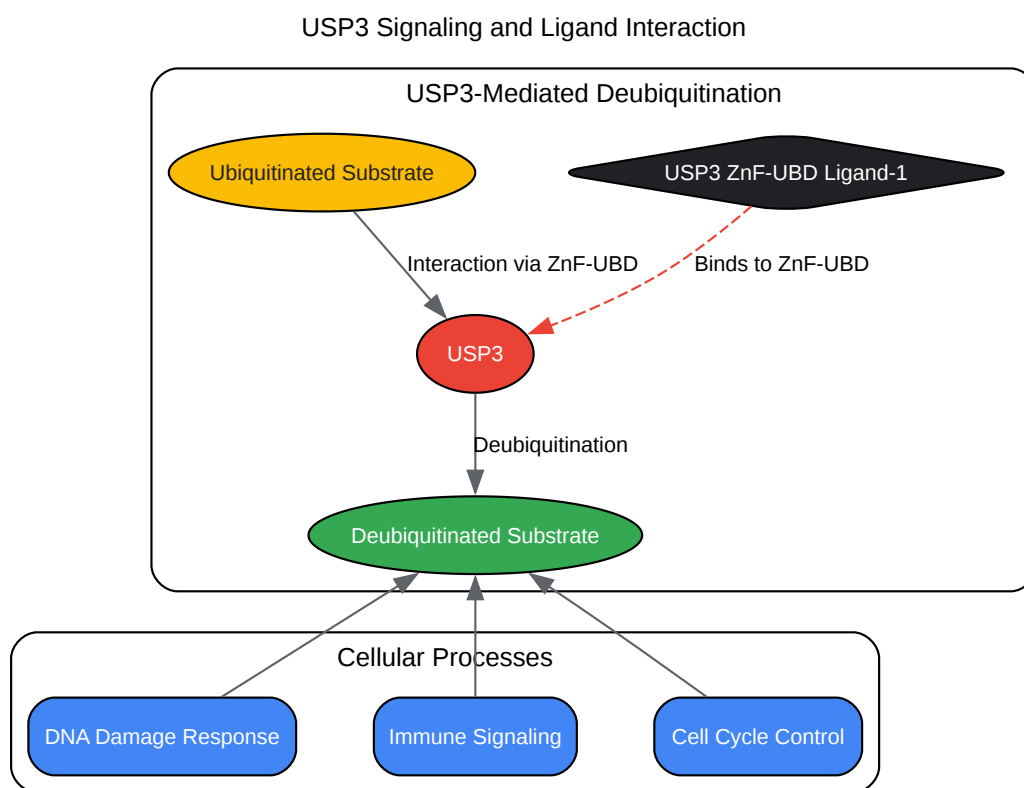 USP3 Signaling and Ligand Interaction
USP3-Mediated Deubiquitination
Ubiquitinated Substrate
USP3 ZnF-UBD Ligand-1
Interaction via ZnF-UBD
Binds to ZnF-UBD
USP3
Deubiquitination
Deubiquitinated Substrate
Cellular Processes
DNA Damage Response
Immune Signaling
Cell Cycle Control